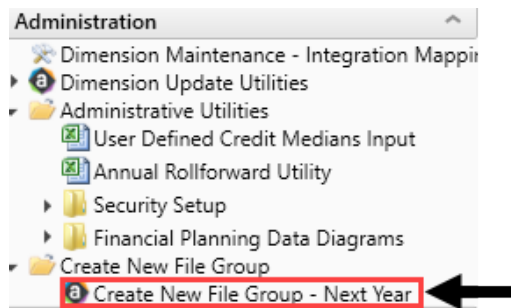 Administration
Dimension Maintenance - Integration Mappin
Dimension Update Utilities
Administrative Utilities
User Defined Credit Medians Input
Annual Rollforward Utility
Security Setup
Financial Planning Data Diagrams
Create New File Group
Create New File Group - Next Year